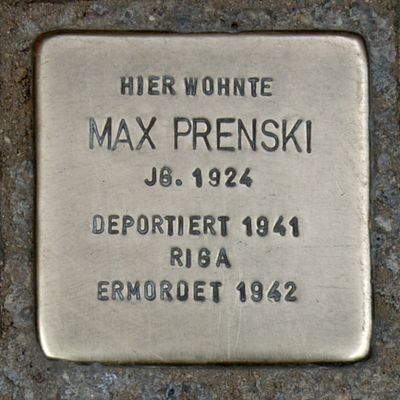 HIER WOHNTE
MAX PRENSKI
JG. 1924
DEPORTIERT 1941
RIGA
ERMORDET 1942